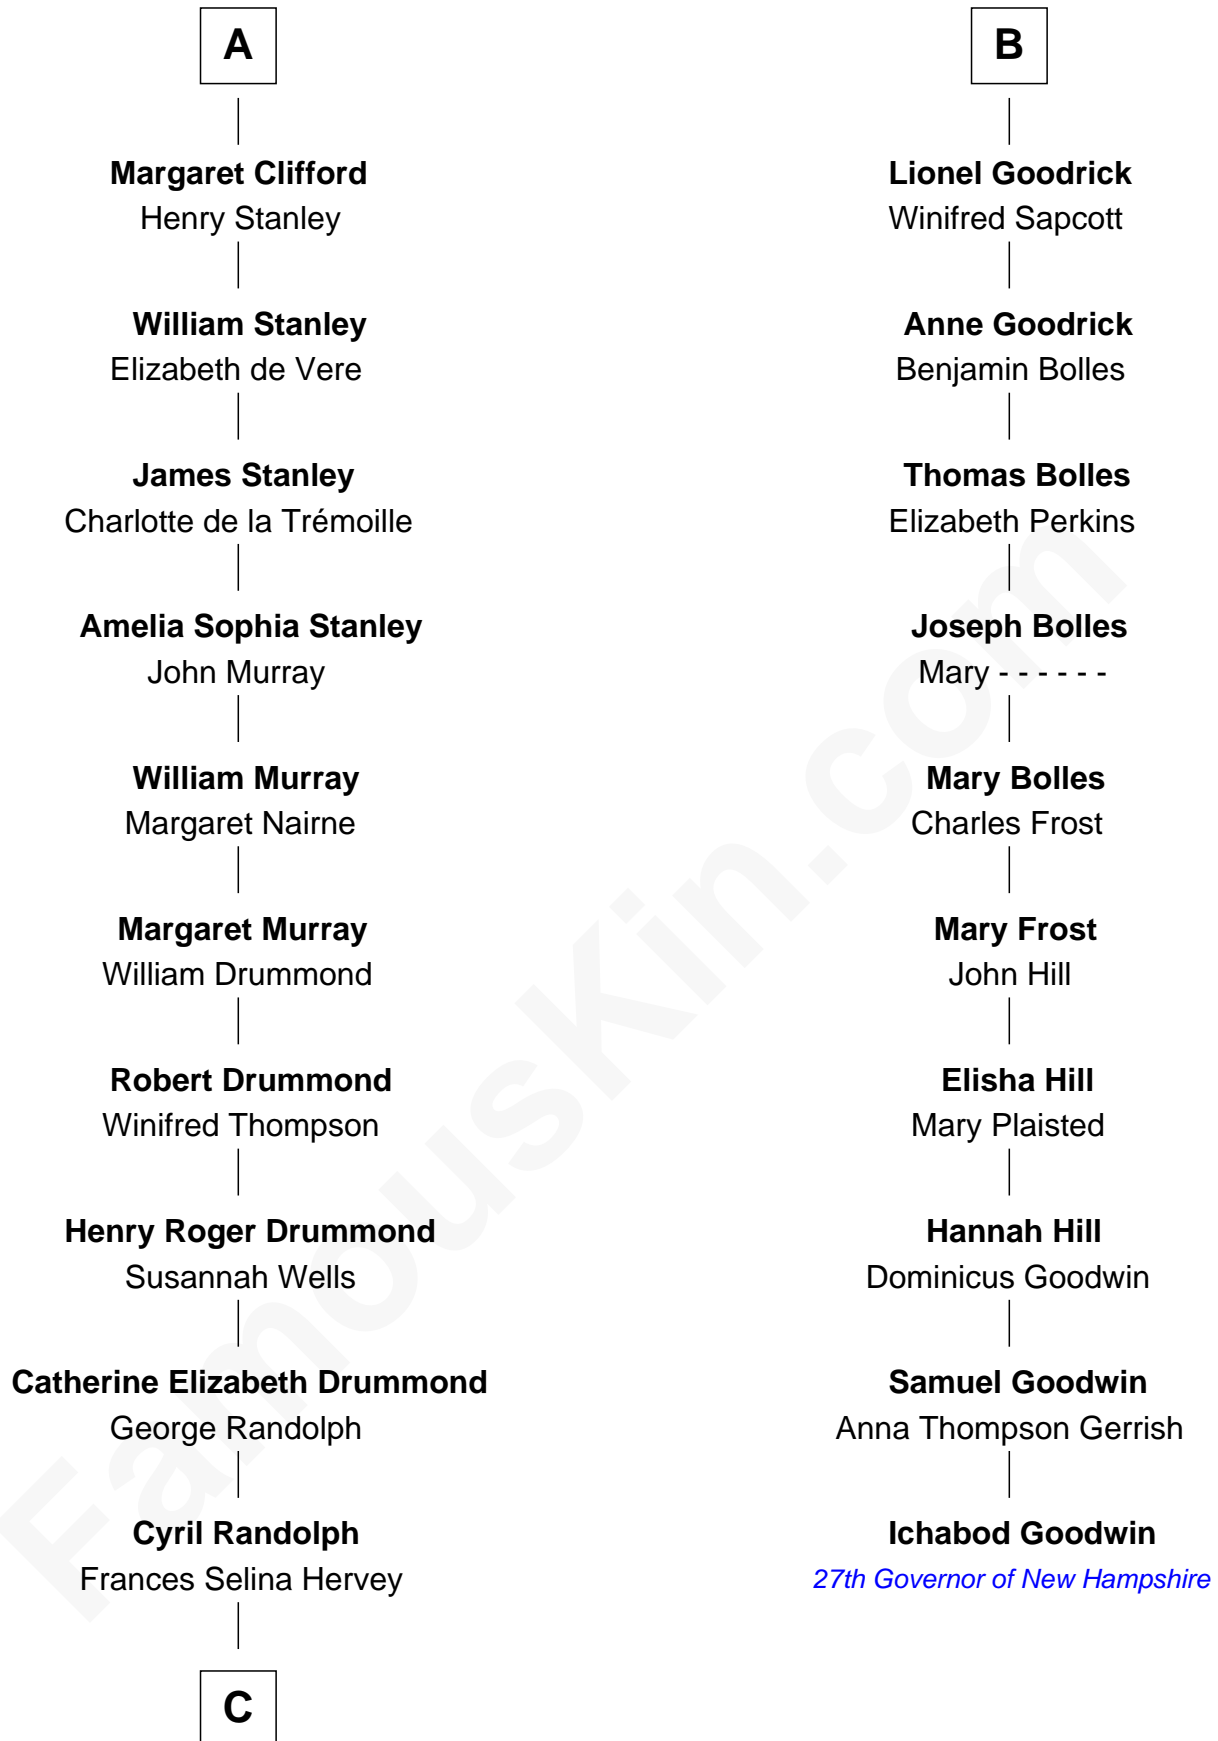 A
Margaret Clifford
Henry Stanley
William Stanley
Elizabeth de Vere
James Stanley
Charlotte de la Trémoille
Amelia Sophia Stanley
John Murray
William Murray
Margaret Nairne
Margaret Murray
William Drummond
Robert Drummond
Winifred Thompson
Henry Roger Drummond
Susannah Wells
Catherine Elizabeth Drummond
George Randolph
Cyril Randolph
Frances Selina Hervey
C
B
Lionel Goodrick
Winifred Sapcott
Anne Goodrick
Benjamin Bolles
Thomas Bolles
Elizabeth Perkins
Joseph Bolles
Mary - - - - - -
Mary Bolles
Charles Frost
Mary Frost
John Hill
Elisha Hill
Mary Plaisted
Hannah Hill
Dominicus Goodwin
Samuel Goodwin
Anna Thompson Gerrish
Ichabod Goodwin
27th Governor of New Hampshire
FamousKin.com